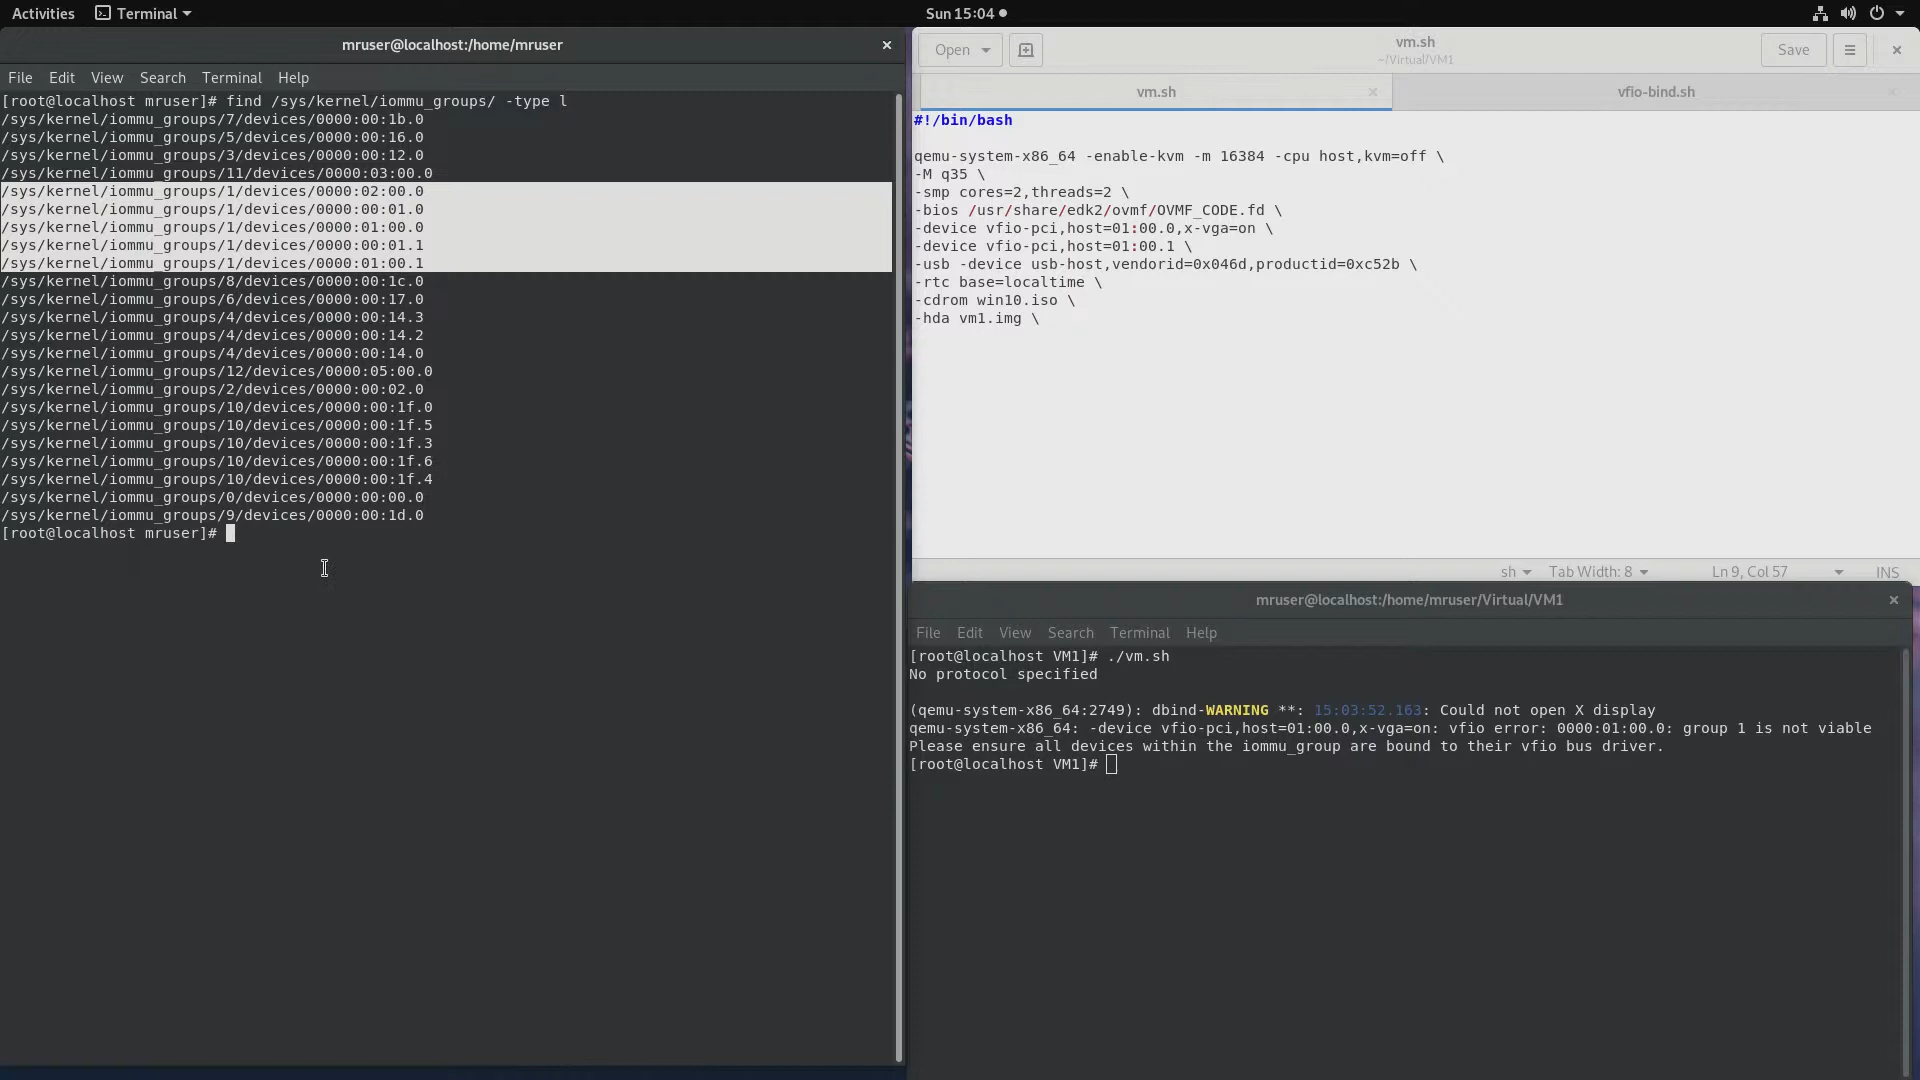 Activities Terminal Sun 15:04
mruser@localhost:/home/mruser
File Edit View Search Terminal Help
[root@localhost mruser]# find /sys/kernel/iommu_groups/ -type l
/sys/kernel/iommu_groups/7/devices/0000:00:1b.0
/sys/kernel/iommu_groups/5/devices/0000:00:16.0
/sys/kernel/iommu_groups/3/devices/0000:00:12.0
/sys/kernel/iommu_groups/11/devices/0000:03:00.0
/sys/kernel/iommu_groups/1/devices/0000:02:00.0
/sys/kernel/iommu_groups/1/devices/0000:00:01.0
/sys/kernel/iommu_groups/1/devices/0000:01:00.0
/sys/kernel/iommu_groups/1/devices/0000:00:01.1
/sys/kernel/iommu_groups/1/devices/0000:01:00.1
/sys/kernel/iommu_groups/8/devices/0000:00:1c.0
/sys/kernel/iommu_groups/6/devices/0000:00:17.0
/sys/kernel/iommu_groups/4/devices/0000:00:14.3
/sys/kernel/iommu_groups/4/devices/0000:00:14.2
/sys/kernel/iommu_groups/4/devices/0000:00:14.0
/sys/kernel/iommu_groups/12/devices/0000:05:00.0
/sys/kernel/iommu_groups/2/devices/0000:00:02.0
/sys/kernel/iommu_groups/10/devices/0000:00:1f.0
/sys/kernel/iommu_groups/10/devices/0000:00:1f.5
/sys/kernel/iommu_groups/10/devices/0000:00:1f.3
/sys/kernel/iommu_groups/10/devices/0000:00:1f.6
/sys/kernel/iommu_groups/10/devices/0000:00:1f.4
/sys/kernel/iommu_groups/0/devices/0000:00:00.0
/sys/kernel/iommu_groups/9/devices/0000:00:1d.0
[root@localhost mruser]#
Open vm.sh Save
~/Virtual/VM1
vm.sh vfio-bind.sh
#!/bin/bash
qemu-system-x86_64 -enable-kvm -m 16384 -cpu host,kvm=off \
-M q35 \
-smp cores=2,threads=2 \
-bios /usr/share/edk2/ovmf/OVMF_CODE.fd \
-device vfio-pci,host=01:00.0,x-vga=on \
-device vfio-pci,host=01:00.1 \
-usb -device usb-host,vendorid=0x046d,productid=0xc52b \
-rtc base=localtime \
-cdrom win10.iso \
-hda vm1.img \
sh Tab Width: 8 Ln 9, Col 57 INS
mruser@localhost:/home/mruser/Virtual/VM1
File Edit View Search Terminal Help
[root@localhost VM1]# ./vm.sh
No protocol specified
(qemu-system-x86_64:2749): dbind-WARNING **: 15:03:52.163: Could not open X display
qemu-system-x86_64: -device vfio-pci,host=01:00.0,x-vga=on: vfio error: 0000:01:00.0: group 1 is not viable
Please ensure all devices within the iommu_group are bound to their vfio bus driver.
[root@localhost VM1]#